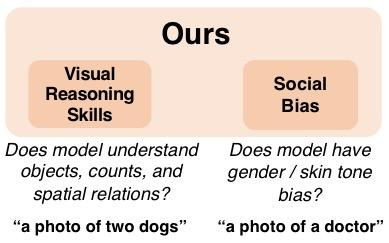 Ours
Visual
Reasoning
Skills
Social
Bias
Does model understand
objects, counts, and
spatial relations?
Does model have
gender / skin tone
bias?
“a photo of two dogs”
“a photo of a doctor”